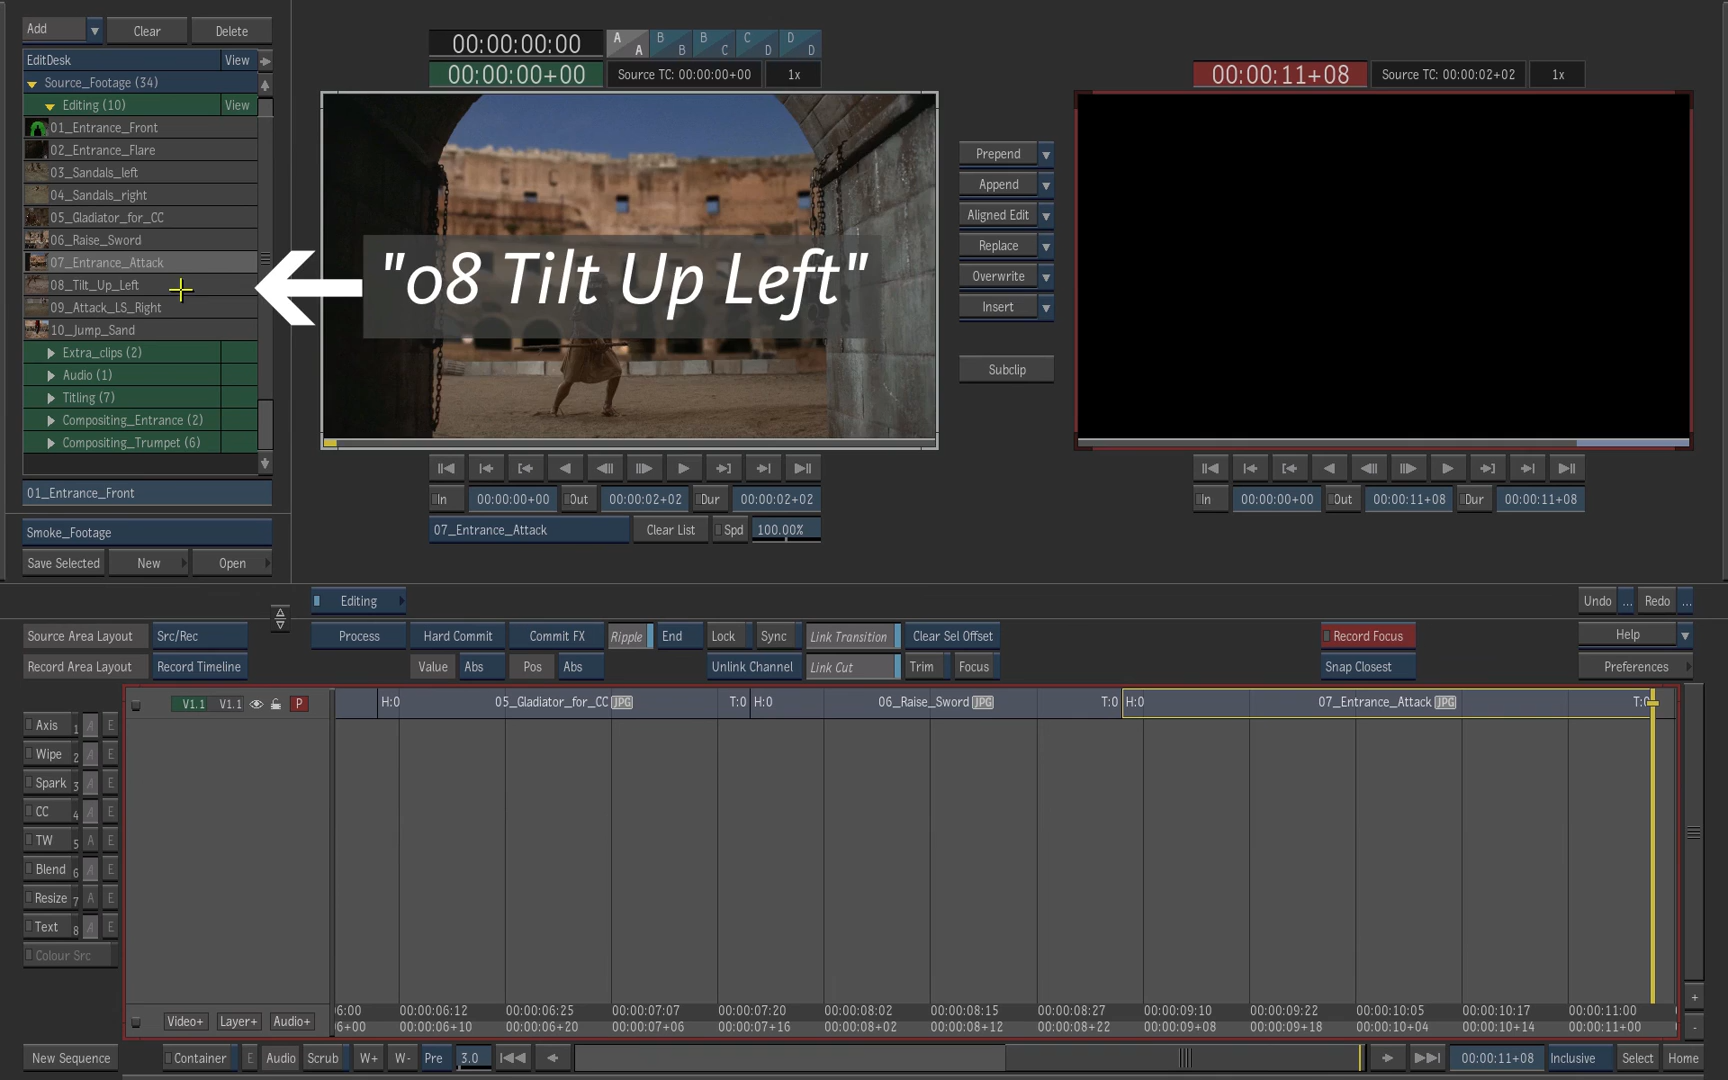 Add
Clear
Delete
EditDesk
View
Source_Footage (34)
Editing (10)
View
01_Entrance_Front
02_Entrance_Flare
03_Sandals_left
04_Sandals_right
05_Gladiator_for_CC
06_Raise_Sword
07_Entrance_Attack
08_Tilt_Up_Left
09_Attack_LS_Right
10_Jump_Sand
Extra_clips (2)
Audio (1)
Titling (7)
Compositing_Entrance (2)
Compositing_Trumpet (6)
01_Entrance_Front
Smoke_Footage
Save Selected
New
Open
00:00:00:00
A A B B B C C D D D
00:00:00+00
Source TC: 00:00:00+00
1x
"08 Tilt Up Left"
In 00:00:00+00 Out 00:00:02+02 Dur 00:00:02+02
07_Entrance_Attack
Clear List
Spd 100.00%
Prepend
Append
Aligned Edit
Replace
Overwrite
Insert
Subclip
00:00:11+08
Source TC: 00:00:02+02
1x
In 00:00:00+00 Out 00:00:11+08 Dur 00:00:11+08
Editing
Undo ... Redo ...
Source Area Layout
Src/Rec
Process
Hard Commit
Commit FX
Ripple
End
Lock
Sync
Link Transition
Clear Sel Offset
Record Focus
Help
Record Area Layout
Record Timeline
Value
Abs
Pos
Abs
Unlink Channel
Link Cut
Trim
Focus
Snap Closest
Preferences
V1.1 V1.1 P
H:0 05_Gladiator_for_CC JPG T:0
H:0 06_Raise_Sword JPG T:0
H:0 07_Entrance_Attack JPG T:0
Axis 1 A E
Wipe 2 A E
Spark 3 A E
CC 4 A E
TW 5 A E
Blend 6 A E
Resize 7 A E
Text 8 A E
Colour Src
Video+
Layer+
Audio+
6:00 00:00:06:12 00:00:06:25 00:00:07:07 00:00:07:20 00:00:08:02 00:00:08:15 00:00:08:27 00:00:09:10 00:00:09:22 00:00:10:05 00:00:10:17 00:00:11:00
6+00 00:00:06+10 00:00:06+20 00:00:07+06 00:00:07+16 00:00:08+02 00:00:08+12 00:00:08+22 00:00:09+08 00:00:09+18 00:00:10+04 00:00:10+14 00:00:11+00
+
-
New Sequence
Container
E
Audio
Scrub
W+
W-
Pre
3.0
00:00:11+08
Inclusive
Select
Home